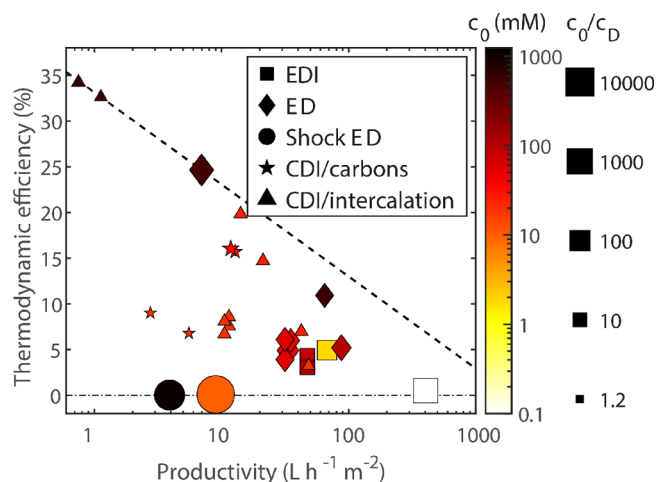 c0 (mM) c0/cD
35
30
25
20
15
10
5
0
Thermodynamic efficiency (%)
EDI
ED
Shock ED
CDI/carbons
CDI/intercalation
1 10 100 1000
Productivity (L h⁻¹ m⁻²)
1000
100
10
1
0.1
10000
1000
100
10
1.2